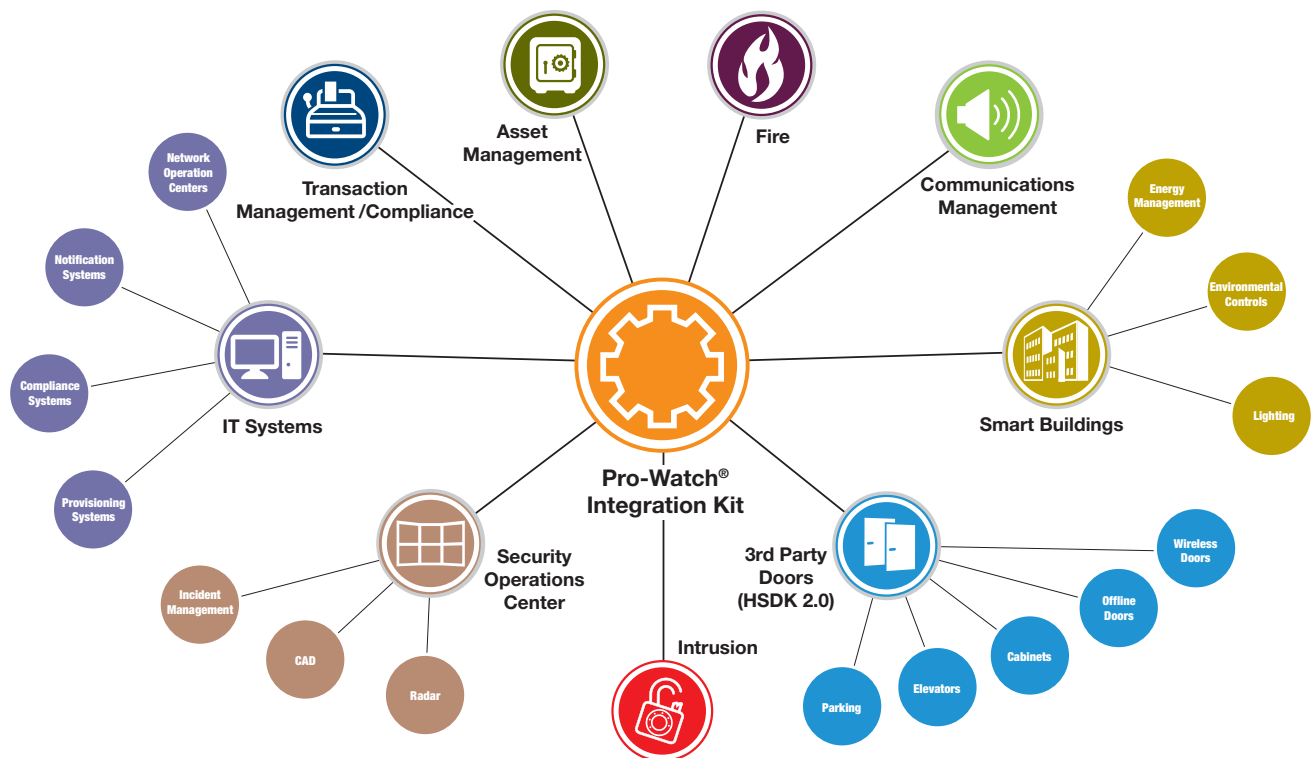 Asset
Management
Fire
Transaction
Management /Compliance
Communications
Management
Network
Operation
Centers
Notification
Systems
Compliance
Systems
Provisioning
Systems
IT Systems
Energy
Management
Environmental
Controls
Lighting
Smart Buildings
Pro-Watch®
Integration Kit
Security
Operations
Center
Incident
Management
CAD
Radar
Intrusion
3rd Party
Doors
(HSDK 2.0)
Wireless
Doors
Offline
Doors
Cabinets
Elevators
Parking